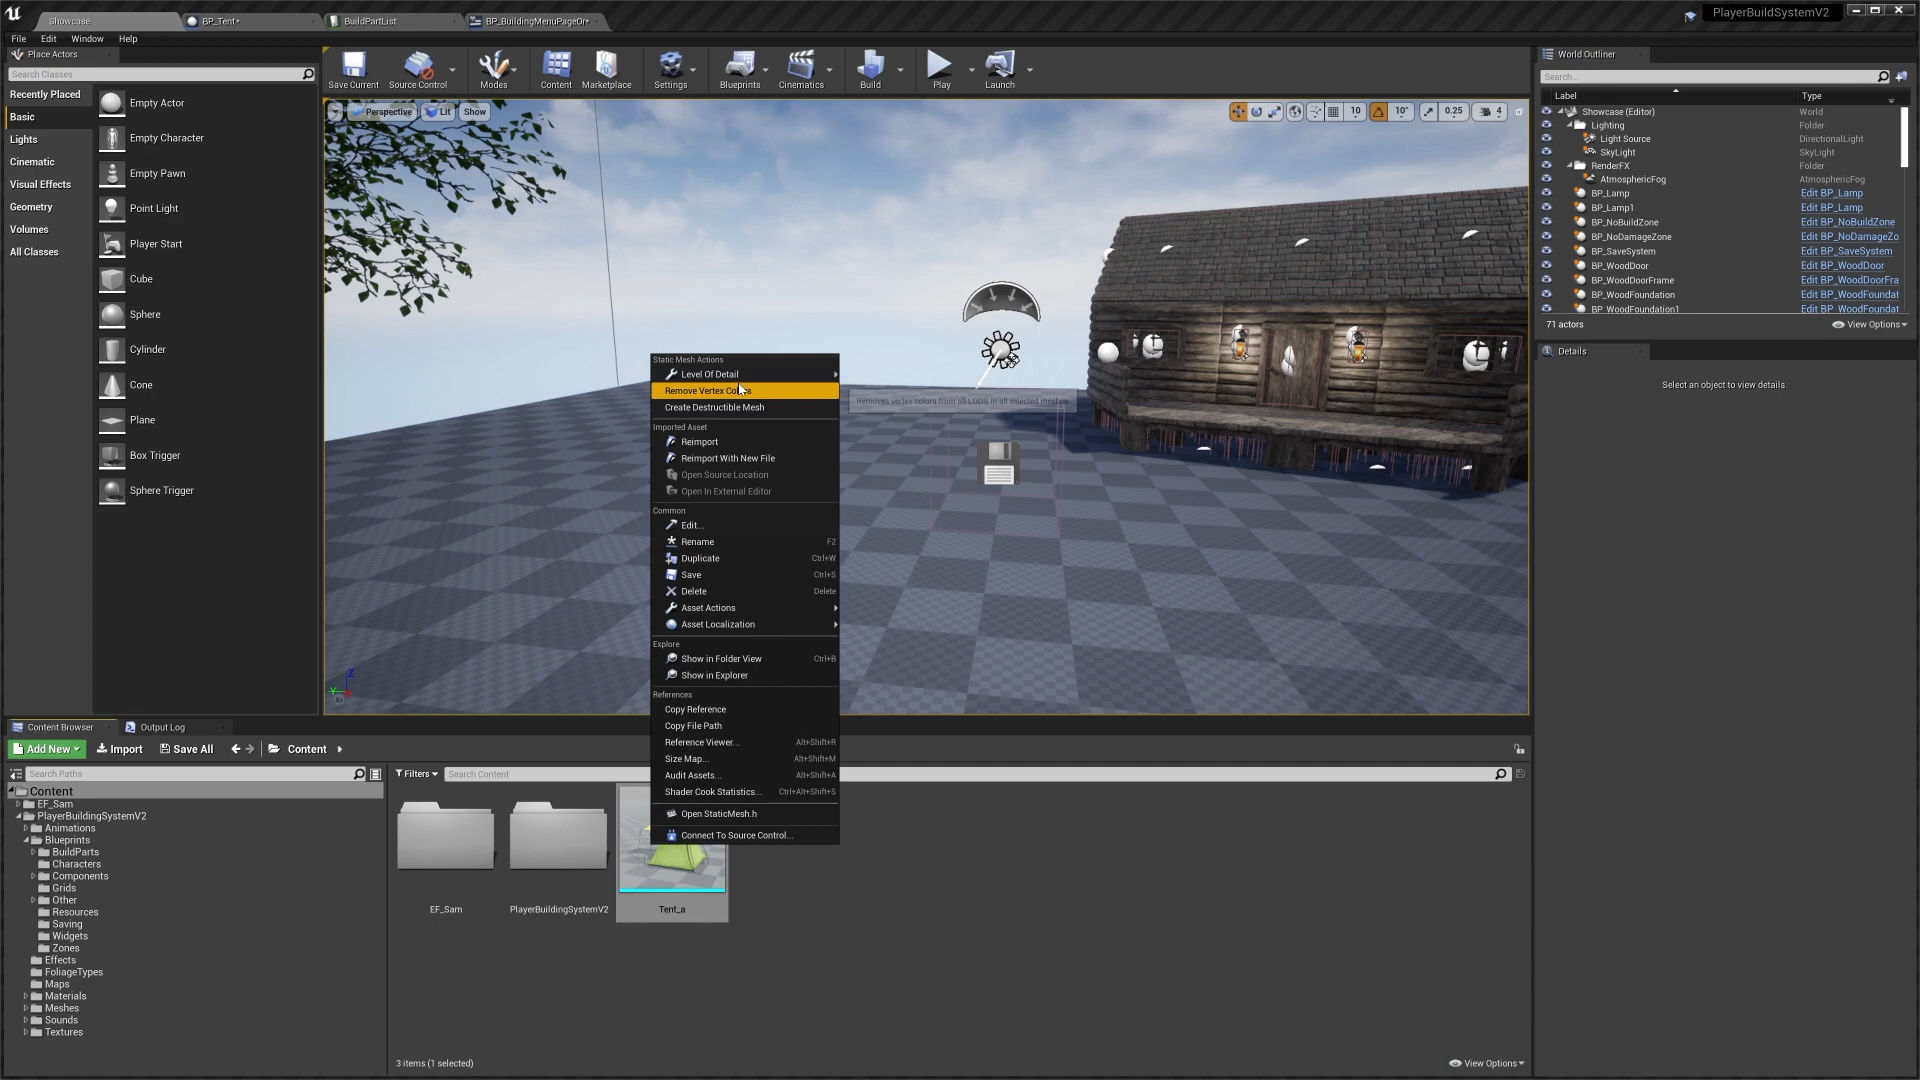 Showcase
BP_Tent*
BuildPartList
BP_BuildingMenuPageOn*
PlayerBuildSystemV2
File
Edit
Window
Help
Place Actors
Search Classes
Recently Placed
Basic
Lights
Cinematic
Visual Effects
Geometry
Volumes
All Classes
Empty Actor
Empty Character
Empty Pawn
Point Light
Player Start
Cube
Sphere
Cylinder
Cone
Plane
Box Trigger
Sphere Trigger
Save Current
Source Control
Modes
Content
Marketplace
Settings
Blueprints
Cinematics
Build
Play
Launch
Perspective
Lit
Show
10
10°
0.25
4
Static Mesh Actions
Level Of Detail
Remove Vertex
Create Destructible Mesh
Removes vertex colors from all LODS in all selected meshes.
Imported Asset
Reimport
Reimport With New File
Open Source Location
Open In External Editor
Common
Edit...
Rename F2
Duplicate Ctrl+W
Save Ctrl+S
Delete Delete
Asset Actions
Asset Localization
Explore
Show in Folder View Ctrl+B
Show in Explorer
References
Copy Reference
Copy File Path
Reference Viewer... Alt+Shift+R
Size Map... Alt+Shift+M
Audit Assets... Alt+Shift+A
Shader Cook Statistics... Ctrl+Alt+Shift+S
Open StaticMesh.h
Connect To Source Control...
World Outliner
Search...
Label Type
Showcase (Editor) World
Lighting Folder
Light Source DirectionalLight
SkyLight SkyLight
RenderFX Folder
AtmosphericFog AtmosphericFog
BP_Lamp Edit BP_Lamp
BP_Lamp1 Edit BP_Lamp
BP_NoBuildZone Edit BP_NoBuildZone
BP_NoDamageZone Edit BP_NoDamageZo
BP_SaveSystem Edit BP_SaveSystem
BP_WoodDoor Edit BP_WoodDoor
BP_WoodDoorFrame Edit BP_WoodDoorFra
BP_WoodFoundation Edit BP_WoodFoundat
BP_WoodFoundation1 Edit BP_WoodFoundat
71 actors
View Options
Details
Select an object to view details.
Content Browser
Output Log
Add New
Import
Save All
Content
Search Paths
Filters
Search Content
Content
EF_Sam
PlayerBuildingSystemV2
Animations
Blueprints
BuildParts
Characters
Components
Grids
Other
Resources
Saving
Widgets
Zones
Effects
FoliageTypes
Maps
Materials
Meshes
Sounds
Textures
EF_Sam
PlayerBuildingSystemV2
Tent_a
3 items (1 selected)
View Options